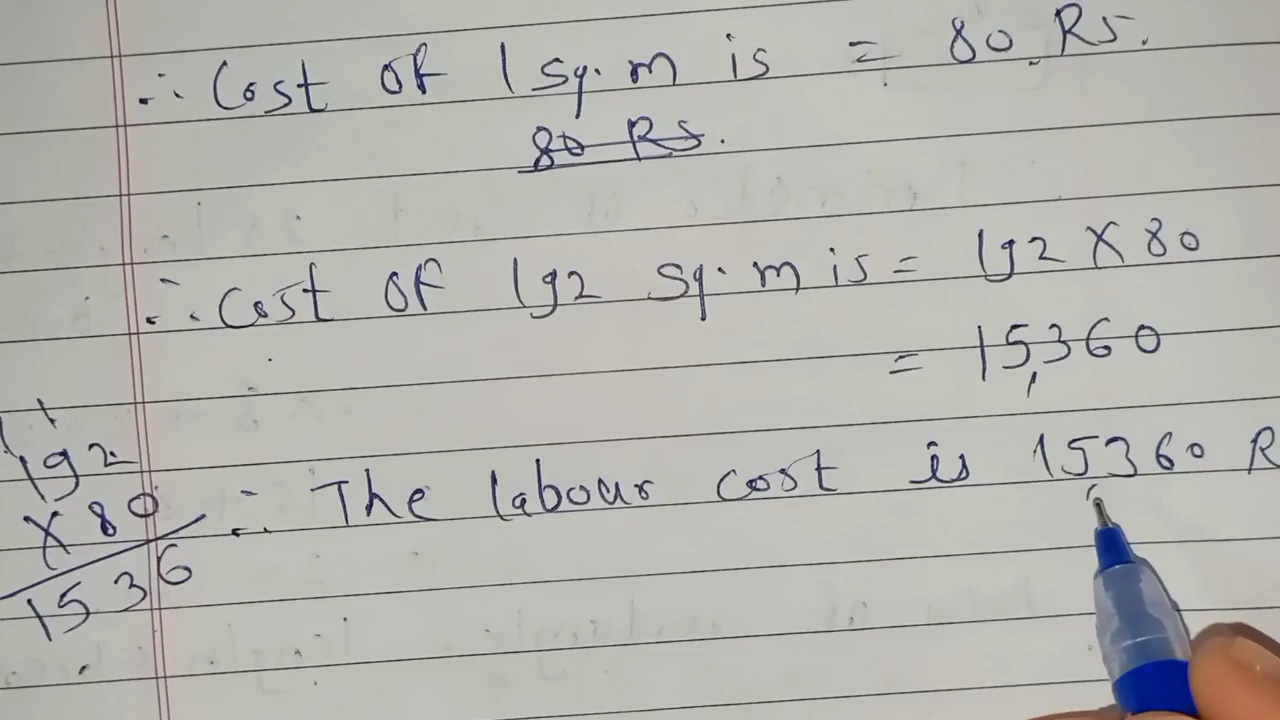 ∴ Cost of 1 sq.m is = 80 Rs.
80 Rs.
∴ Cost of 192 sq.m is = 192 X 80
= 15,360
∴ The labour cost is 15,360 R
192
X 80
1536